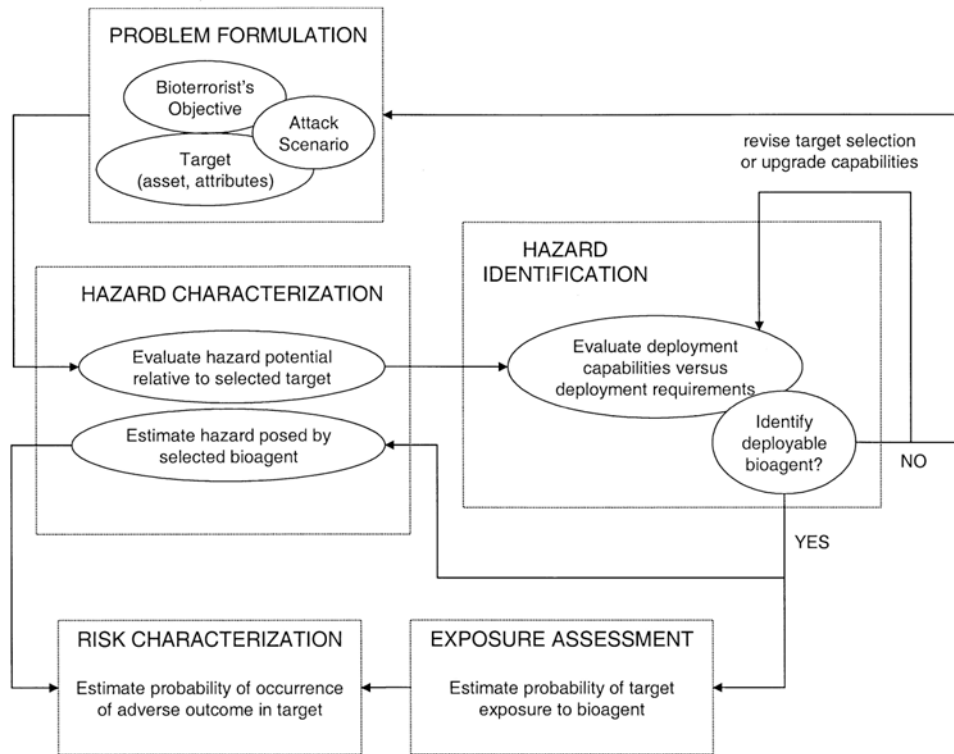 PROBLEM FORMULATION
Bioterrorist's
Objective
Attack
Scenario
Target
(asset, attributes)
revise target selection
or upgrade capabilities
HAZARD
IDENTIFICATION
HAZARD CHARACTERIZATION
Evaluate hazard potential
relative to selected target
Evaluate deployment
capabilities versus
deployment requirements
Estimate hazard posed by
selected bioagent
Identify
deployable
bioagent?
NO
YES
RISK CHARACTERIZATION
Estimate probability of occurrence
of adverse outcome in target
EXPOSURE ASSESSMENT
Estimate probability of target
exposure to bioagent